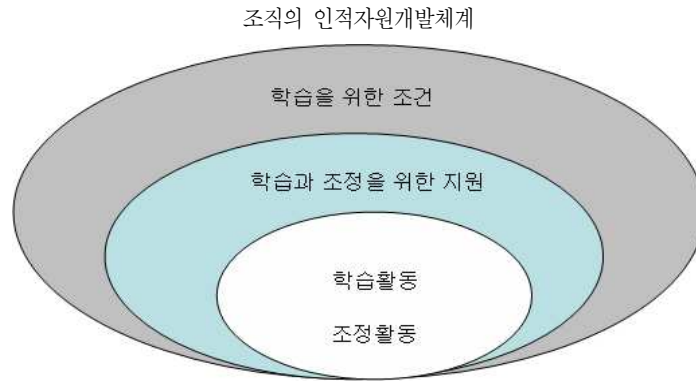 조직의 인적자원개발체계
학습을 위한 조건
학습과 조정을 위한 지원
학습활동
조정활동